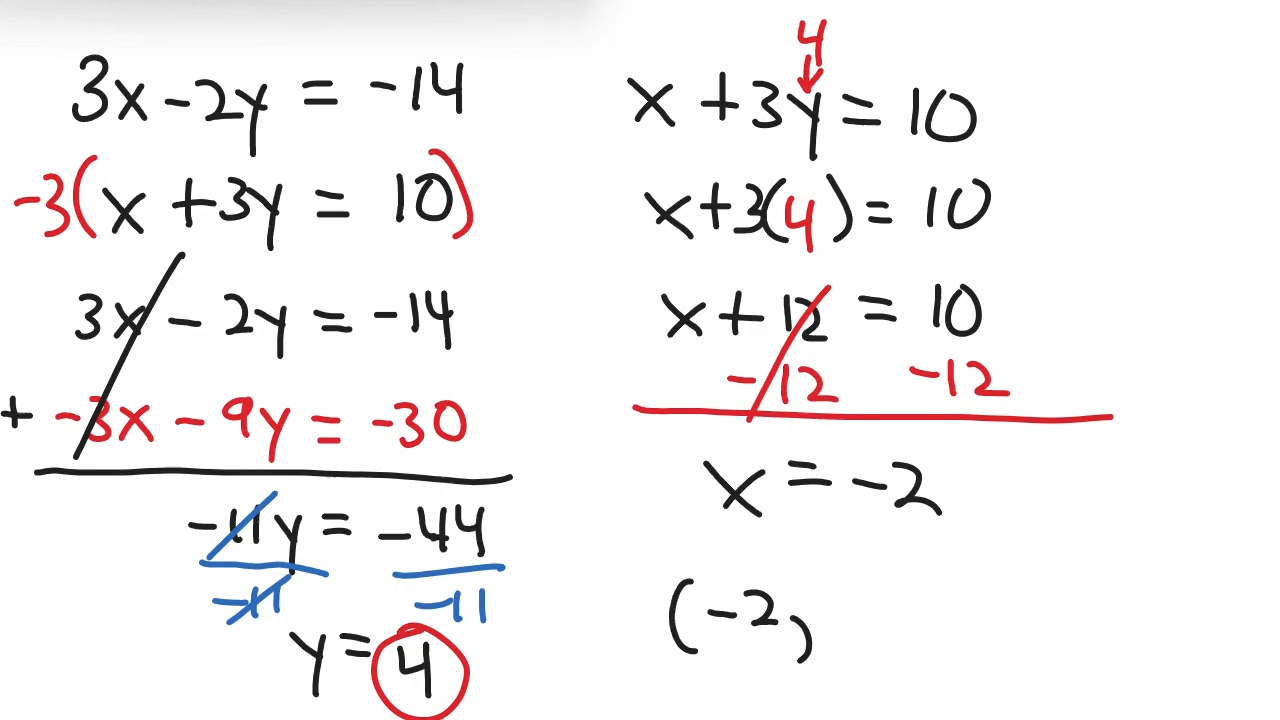 3x - 2y = -14
-3(x + 3y = 10)
3x - 2y = -14
+ -3x - 9y = -30
-11y = -44
-11 -11
y = 4
4
x + 3y = 10
x + 3(4) = 10
x + 12 = 10
-12 -12
x = -2
(-2,